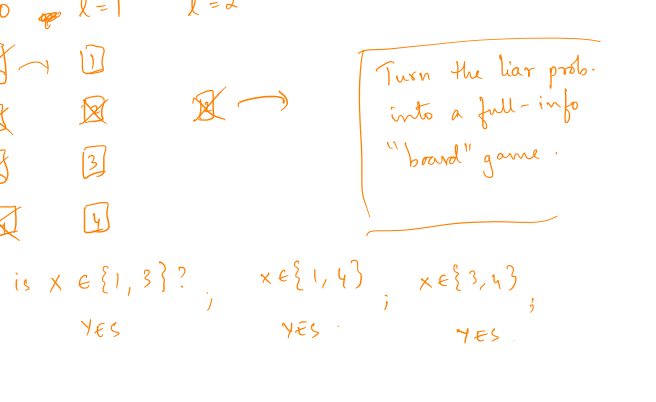 0 l = 1 l = 2
1
2
3
4
Turn the liar prob.
into a full-info
"board" game.
is x ∈ {1, 3}? ; x ∈ {1, 4} ; x ∈ {3, 4} ;
YES YES . YES .